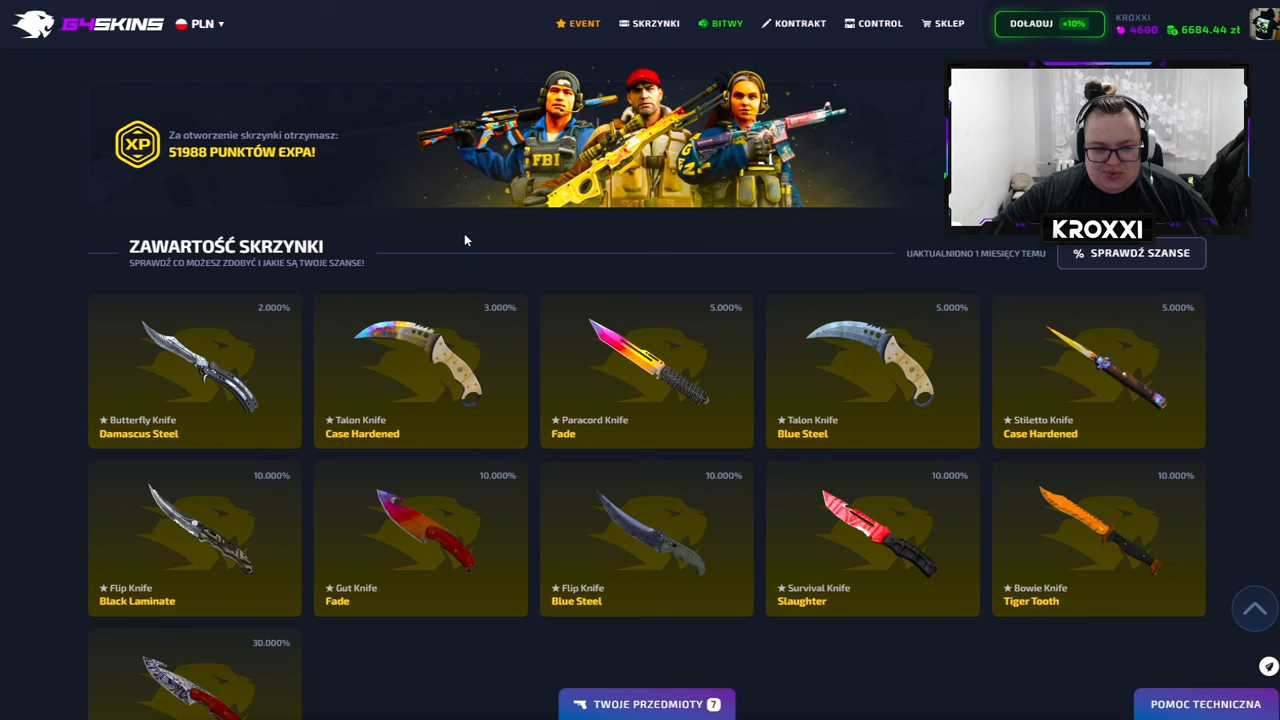 G4SKINS
PLN
EVENT
SKRZYNKI
BITWY
KONTRAKT
CONTROL
SKLEP
DOŁADUJ +10%
KROXXI
4600 6684.44 zł
XP
Za otworzenie skrzynki otrzymasz:
51988 PUNKTÓW EXPA!
FBI
KROXXI
ZAWARTOŚĆ SKRZYNKI
SPRAWDŹ CO MOŻESZ ZDOBYĆ I JAKIE SĄ TWOJE SZANSE!
UAKTUALNIONO 1 MIESIĘCY TEMU
% SPRAWDŹ SZANSE
2.000%
★ Butterfly Knife
Damascus Steel
3.000%
★ Talon Knife
Case Hardened
5.000%
★ Paracord Knife
Fade
5.000%
★ Talon Knife
Blue Steel
5.000%
★ Stiletto Knife
Case Hardened
10.000%
★ Flip Knife
Black Laminate
10.000%
★ Gut Knife
Fade
10.000%
★ Flip Knife
Blue Steel
10.000%
★ Survival Knife
Slaughter
10.000%
★ Bowie Knife
Tiger Tooth
30.000%
TWOJE PRZEDMIOTY 7
POMOC TECHNICZNA